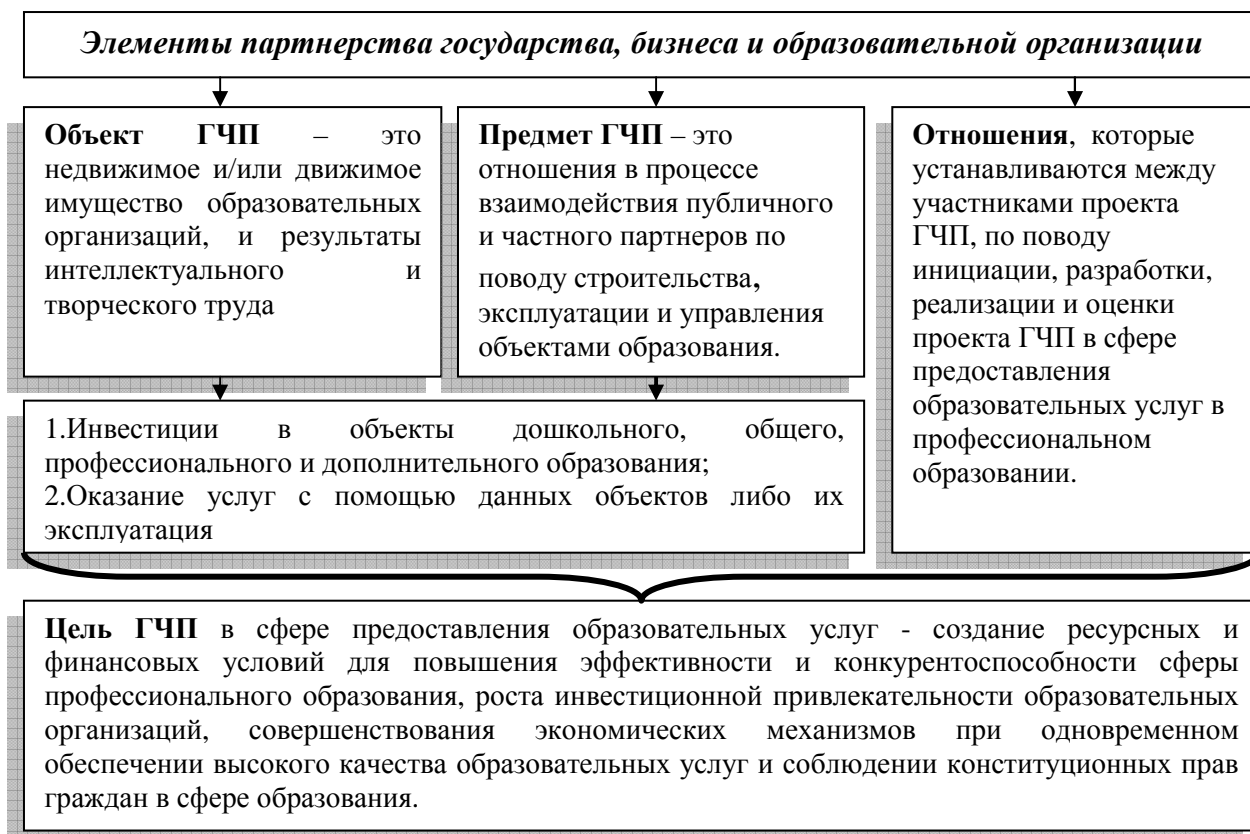 Элементы партнерства государства, бизнеса и образовательной организации
Объект ГЧП – это
недвижимое и/или движимое
имущество образовательных
организаций, и результаты
интеллектуального и
творческого труда
Предмет ГЧП – это
отношения в процессе
взаимодействия публичного
и частного партнеров по
поводу строительства,
эксплуатации и управления
объектами образования.
Отношения, которые
устанавливаются между
участниками проекта
ГЧП, по поводу
инициации, разработки,
реализации и оценки
проекта ГЧП в сфере
предоставления
образовательных услуг в
профессиональном
образовании.
1.Инвестиции в объекты дошкольного, общего,
профессионального и дополнительного образования;
2.Оказание услуг с помощью данных объектов либо их
эксплуатация
Цель ГЧП в сфере предоставления образовательных услуг - создание ресурсных и
финансовых условий для повышения эффективности и конкурентоспособности сферы
профессионального образования, роста инвестиционной привлекательности образовательных
организаций, совершенствования экономических механизмов при одновременном
обеспечении высокого качества образовательных услуг и соблюдении конституционных прав
граждан в сфере образования.